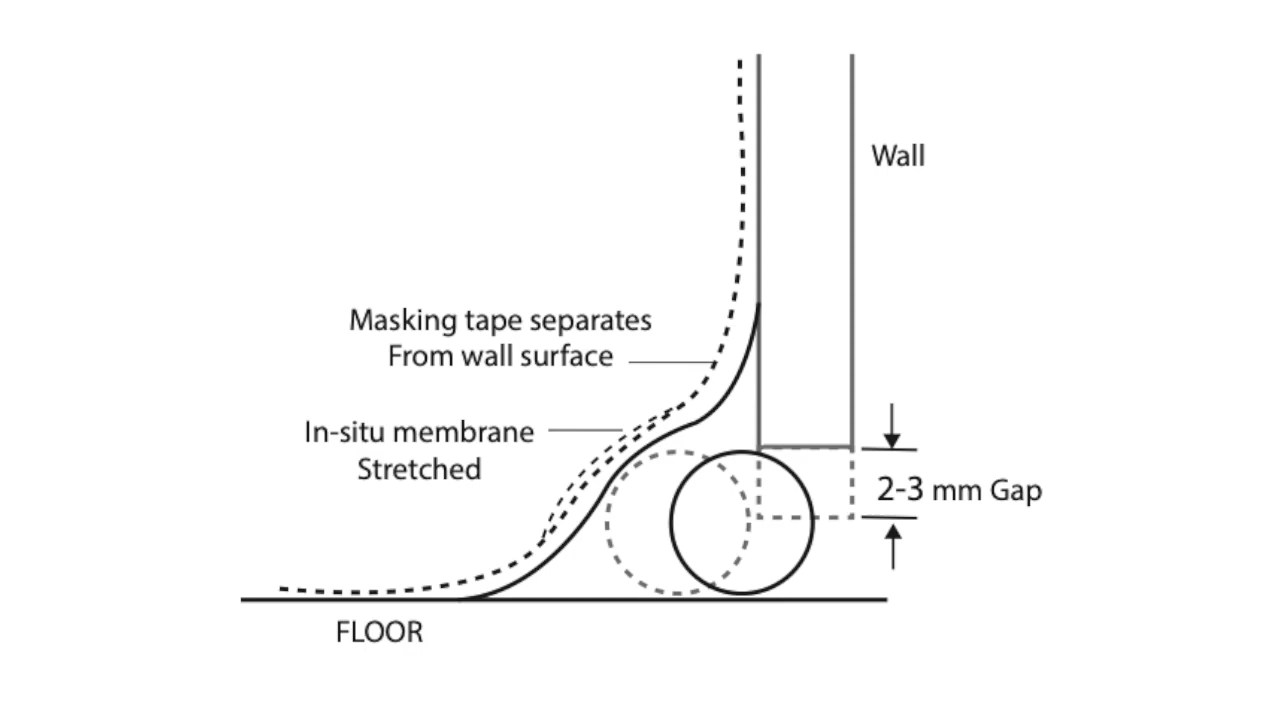 Wall
Masking tape separates
From wall surface
In-situ membrane
Stretched
2-3 mm Gap
FLOOR